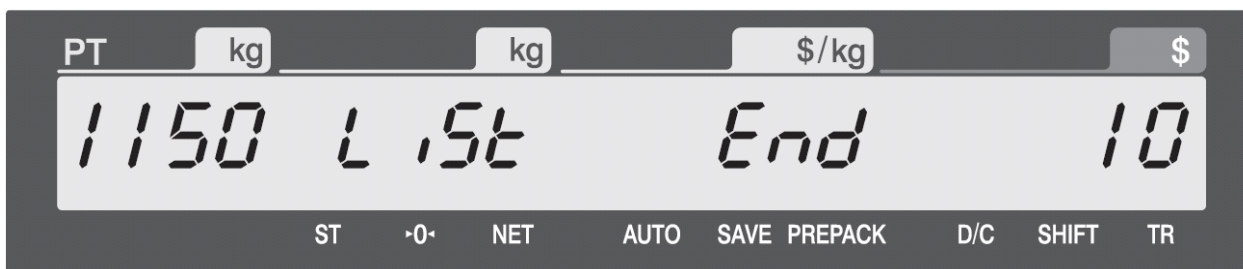 PT kg kg $/kg $
1150 LiSt End 10
ST ▸0◂ NET AUTO SAVE PREPACK D/C SHIFT TR